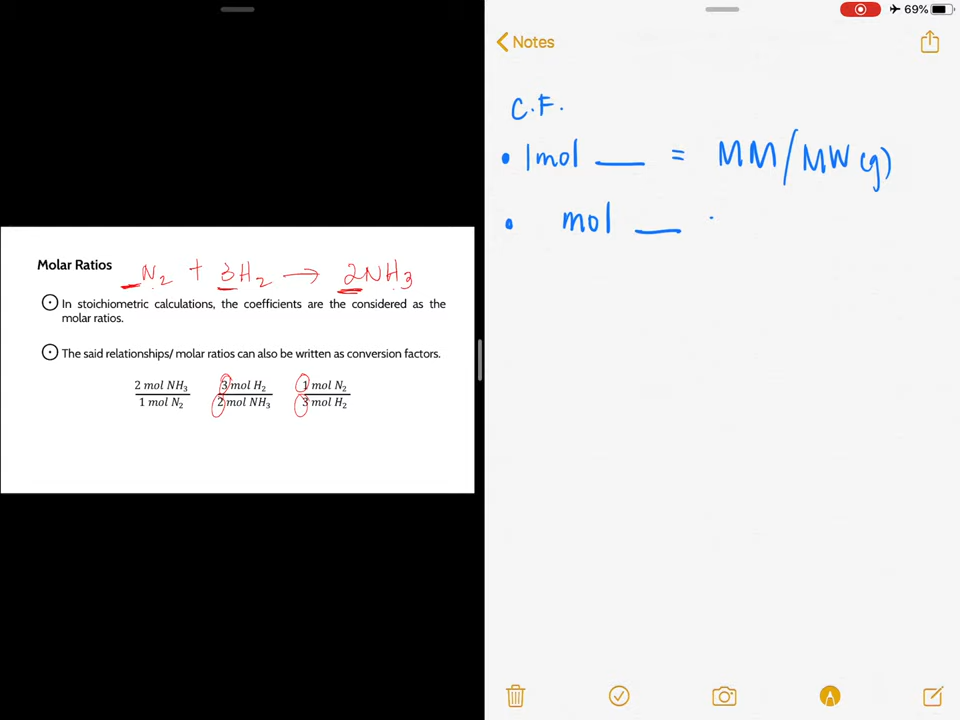 69%
Notes
Molar Ratios
_N2 + 3H2 → 2NH3
In stoichiometric calculations, the coefficients are the considered as the
molar ratios.
The said relationships/ molar ratios can also be written as conversion factors.
2 mol NH3 3 mol H2 1 mol N2
1 mol N2 2 mol NH3 3 mol H2
C.F.
• 1mol ___ = MM/MW (g)
• mol ___